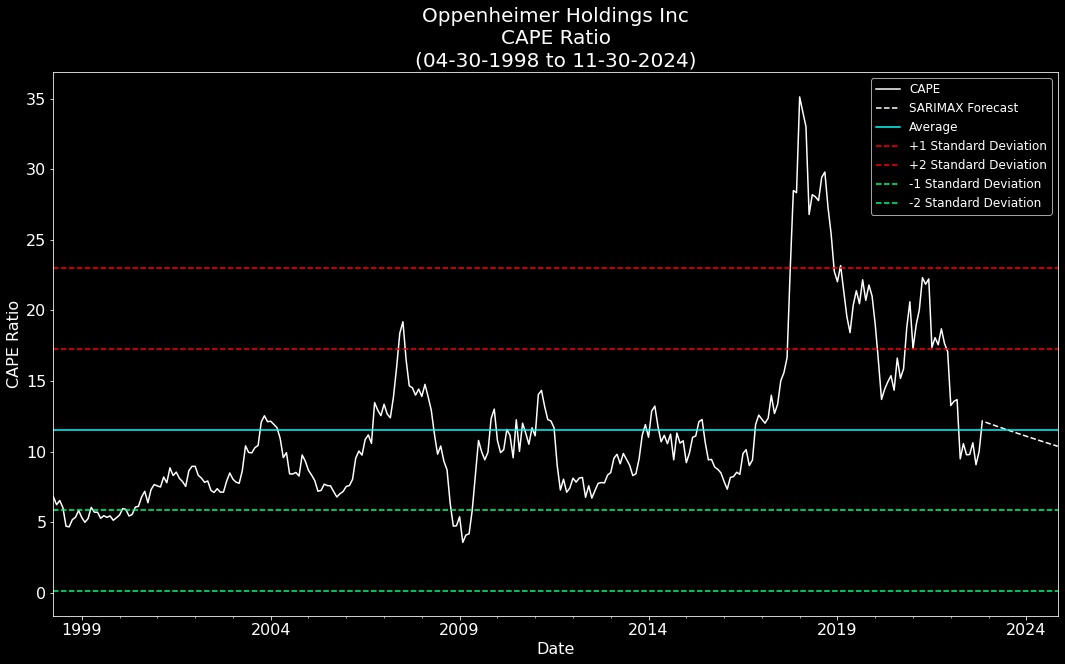 Oppenheimer Holdings Inc
CAPE Ratio
(04-30-1998 to 11-30-2024)
CAPE
SARIMAX Forecast
Average
+1 Standard Deviation
+2 Standard Deviation
-1 Standard Deviation
-2 Standard Deviation
CAPE Ratio
35
30
25
20
15
10
5
0
1999 2004 2009 2014 2019 2024
Date